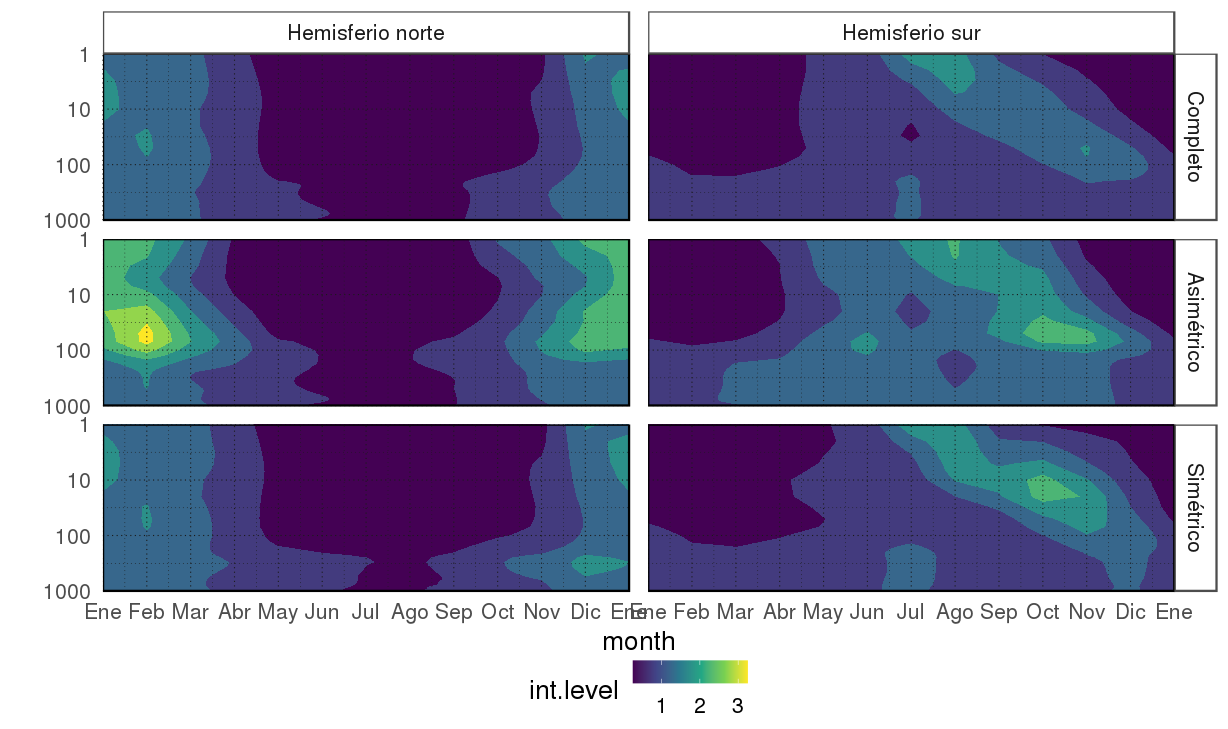 Hemisferio norte Hemisferio sur
1
10
100
1000
Completo
1
10
100
1000
Asimétrico
1
10
100
1000
Simétrico
Ene Feb Mar Abr May Jun Jul Ago Sep Oct Nov Dic Ene Ene Feb Mar Abr May Jun Jul Ago Sep Oct Nov Dic Ene
month
int.level
1 2 3